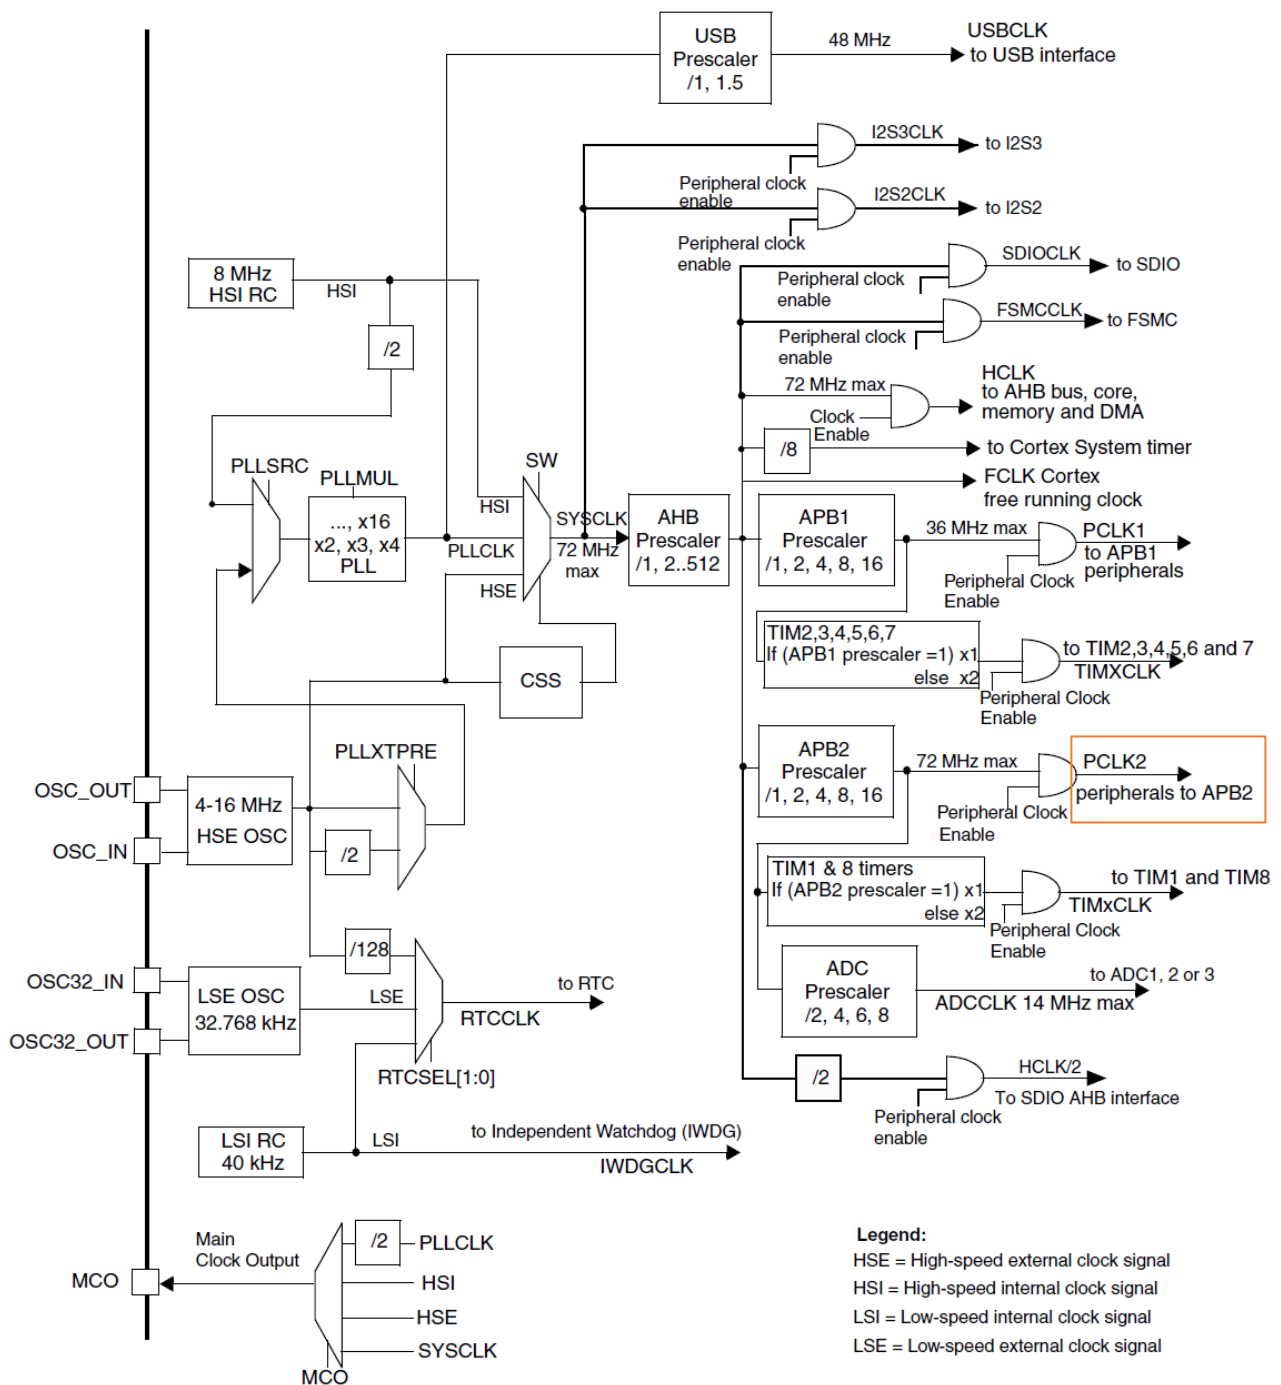 USB
Prescaler
/1, 1.5
48 MHz
USBCLK
to USB interface
I2S3CLK
to I2S3
Peripheral clock
enable
I2S2CLK
to I2S2
Peripheral clock
enable
SDIOCLK
to SDIO
Peripheral clock
enable
FSMCCLK
to FSMC
Peripheral clock
enable
8 MHz
HSI RC
HSI
/2
72 MHz max
HCLK
to AHB bus, core,
memory and DMA
Clock
Enable
/8
to Cortex System timer
FCLK Cortex
free running clock
PLLSRC
PLLMUL
..., x16
x2, x3, x4
PLL
SW
HSI
PLLCLK
HSE
SYSCLK
72 MHz
max
AHB
Prescaler
/1, 2..512
APB1
Prescaler
/1, 2, 4, 8, 16
36 MHz max
PCLK1
to APB1
peripherals
Peripheral Clock
Enable
TIM2,3,4,5,6,7
If (APB1 prescaler =1) x1
else x2
to TIM2,3,4,5,6 and 7
TIMXCLK
Peripheral Clock
Enable
CSS
PLLXTPRE
OSC_OUT
OSC_IN
4-16 MHz
HSE OSC
/2
APB2
Prescaler
/1, 2, 4, 8, 16
72 MHz max
PCLK2
peripherals to APB2
Peripheral Clock
Enable
TIM1 & 8 timers
If (APB2 prescaler =1) x1
else x2
to TIM1 and TIM8
TIMxCLK
Peripheral Clock
Enable
/128
OSC32_IN
OSC32_OUT
LSE OSC
32.768 kHz
LSE
to RTC
RTCCLK
RTCSEL[1:0]
ADC
Prescaler
/2, 4, 6, 8
to ADC1, 2 or 3
ADCCLK 14 MHz max
/2
HCLK/2
To SDIO AHB interface
Peripheral clock
enable
LSI RC
40 kHz
LSI
to Independent Watchdog (IWDG)
IWDGCLK
Main
Clock Output
MCO
/2
PLLCLK
HSI
HSE
SYSCLK
MCO
Legend:
HSE = High-speed external clock signal
HSI = High-speed internal clock signal
LSI = Low-speed internal clock signal
LSE = Low-speed external clock signal